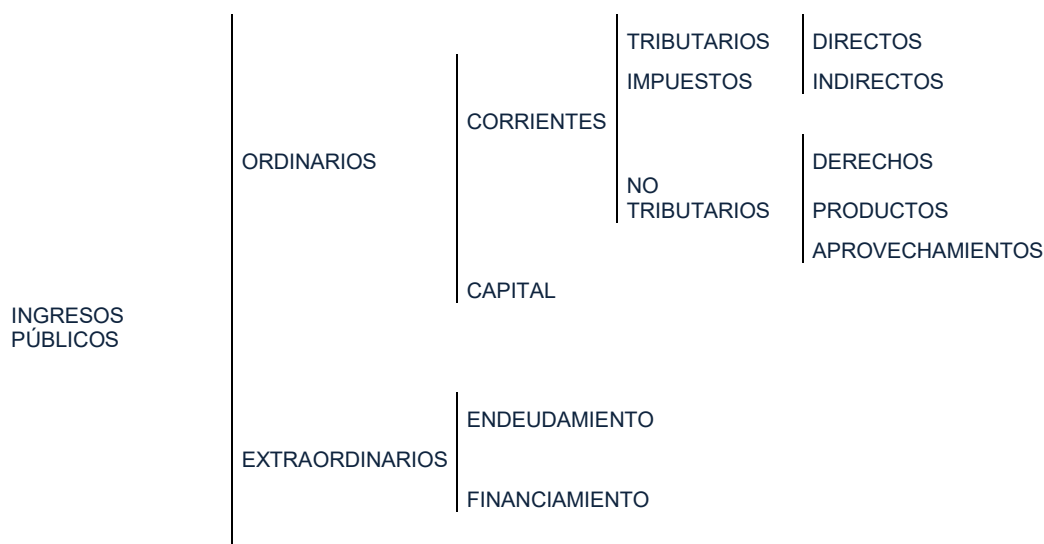 TRIBUTARIOS
DIRECTOS
IMPUESTOS
INDIRECTOS
CORRIENTES
ORDINARIOS
DERECHOS
NO
TRIBUTARIOS
PRODUCTOS
APROVECHAMIENTOS
CAPITAL
INGRESOS
PÚBLICOS
ENDEUDAMIENTO
EXTRAORDINARIOS
FINANCIAMIENTO